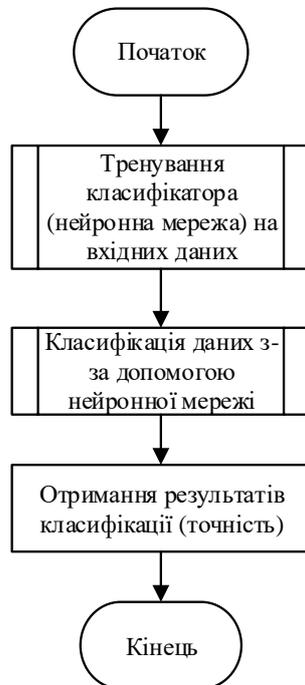 Початок
Тренування
класифікатора
(нейронна мережа) на
вхідних даних
Класифікація даних з-
за допомогою
нейронної мережі
Отримання результатів
класифікації (точність)
Кінець